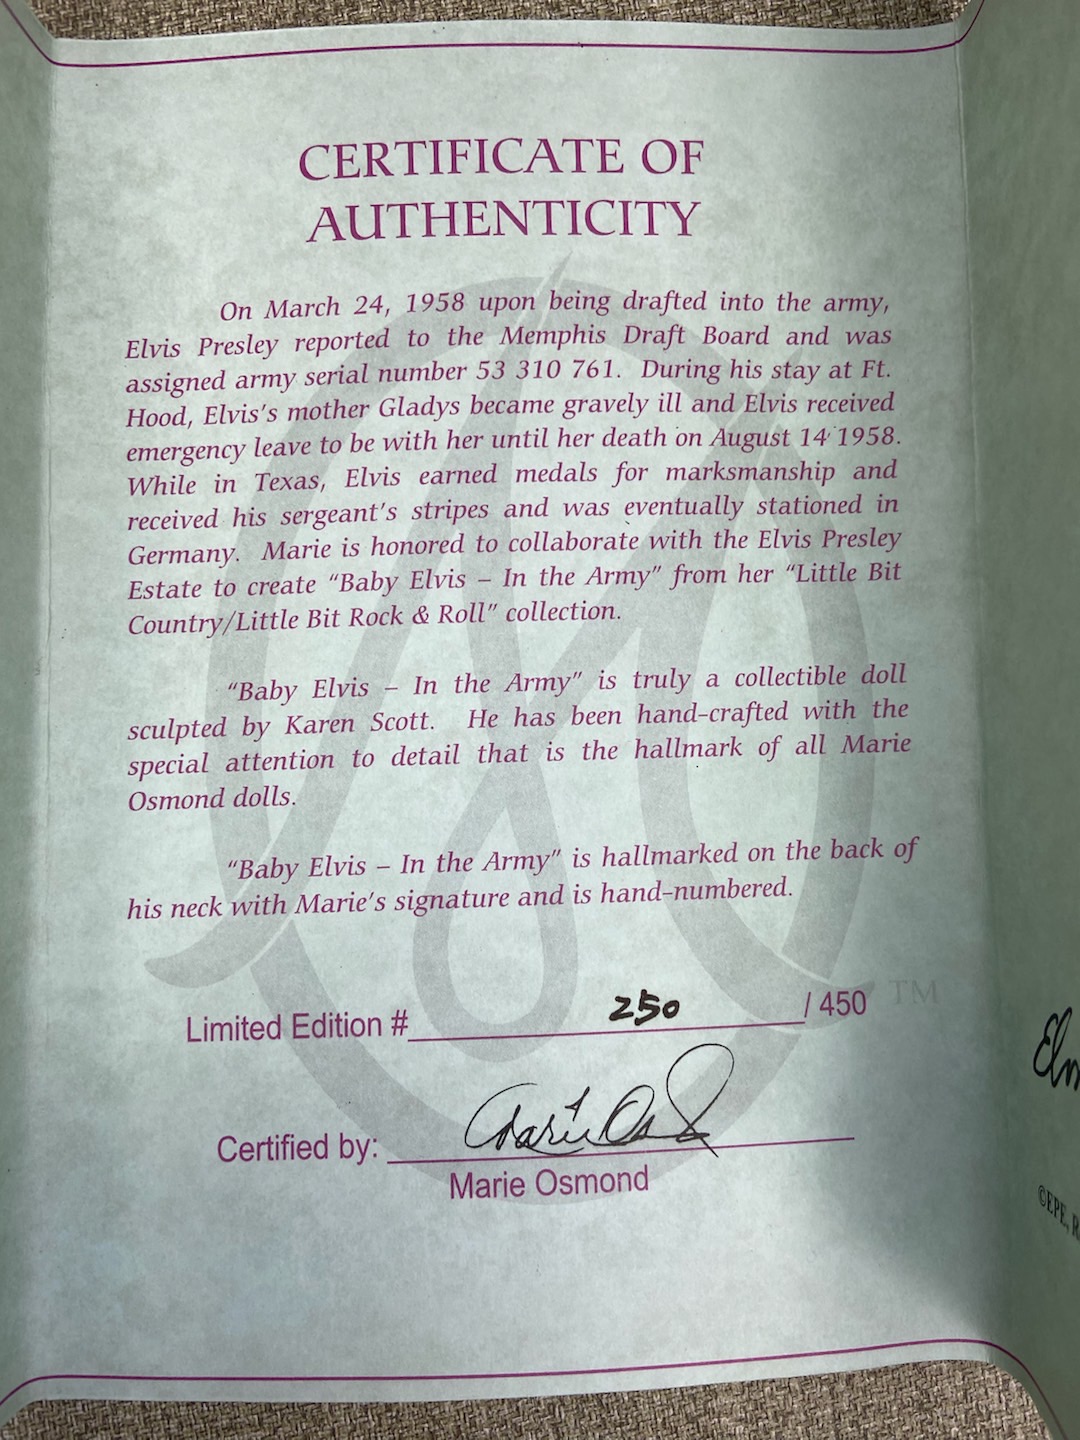 CERTIFICATE OF
AUTHENTICITY
On March 24, 1958 upon being drafted into the army,
Elvis Presley reported to the Memphis Draft Board and was
assigned army serial number 53 310 761. During his stay at Ft.
Hood, Elvis's mother Gladys became gravely ill and Elvis received
emergency leave to be with her until her death on August 14 1958.
While in Texas, Elvis earned medals for marksmanship and
received his sergeant's stripes and was eventually stationed in
Germany. Marie is honored to collaborate with the Elvis Presley
Estate to create “Baby Elvis – In the Army” from her “Little Bit
Country/Little Bit Rock & Roll” collection.
“Baby Elvis – In the Army” is truly a collectible doll
sculpted by Karen Scott. He has been hand-crafted with the
special attention to detail that is the hallmark of all Marie
Osmond dolls.
“Baby Elvis – In the Army” is hallmarked on the back of
his neck with Marie's signature and is hand-numbered.
TM
Limited Edition # 250 / 450
Certified by: Marie Osmond
Marie Osmond
©EPE,